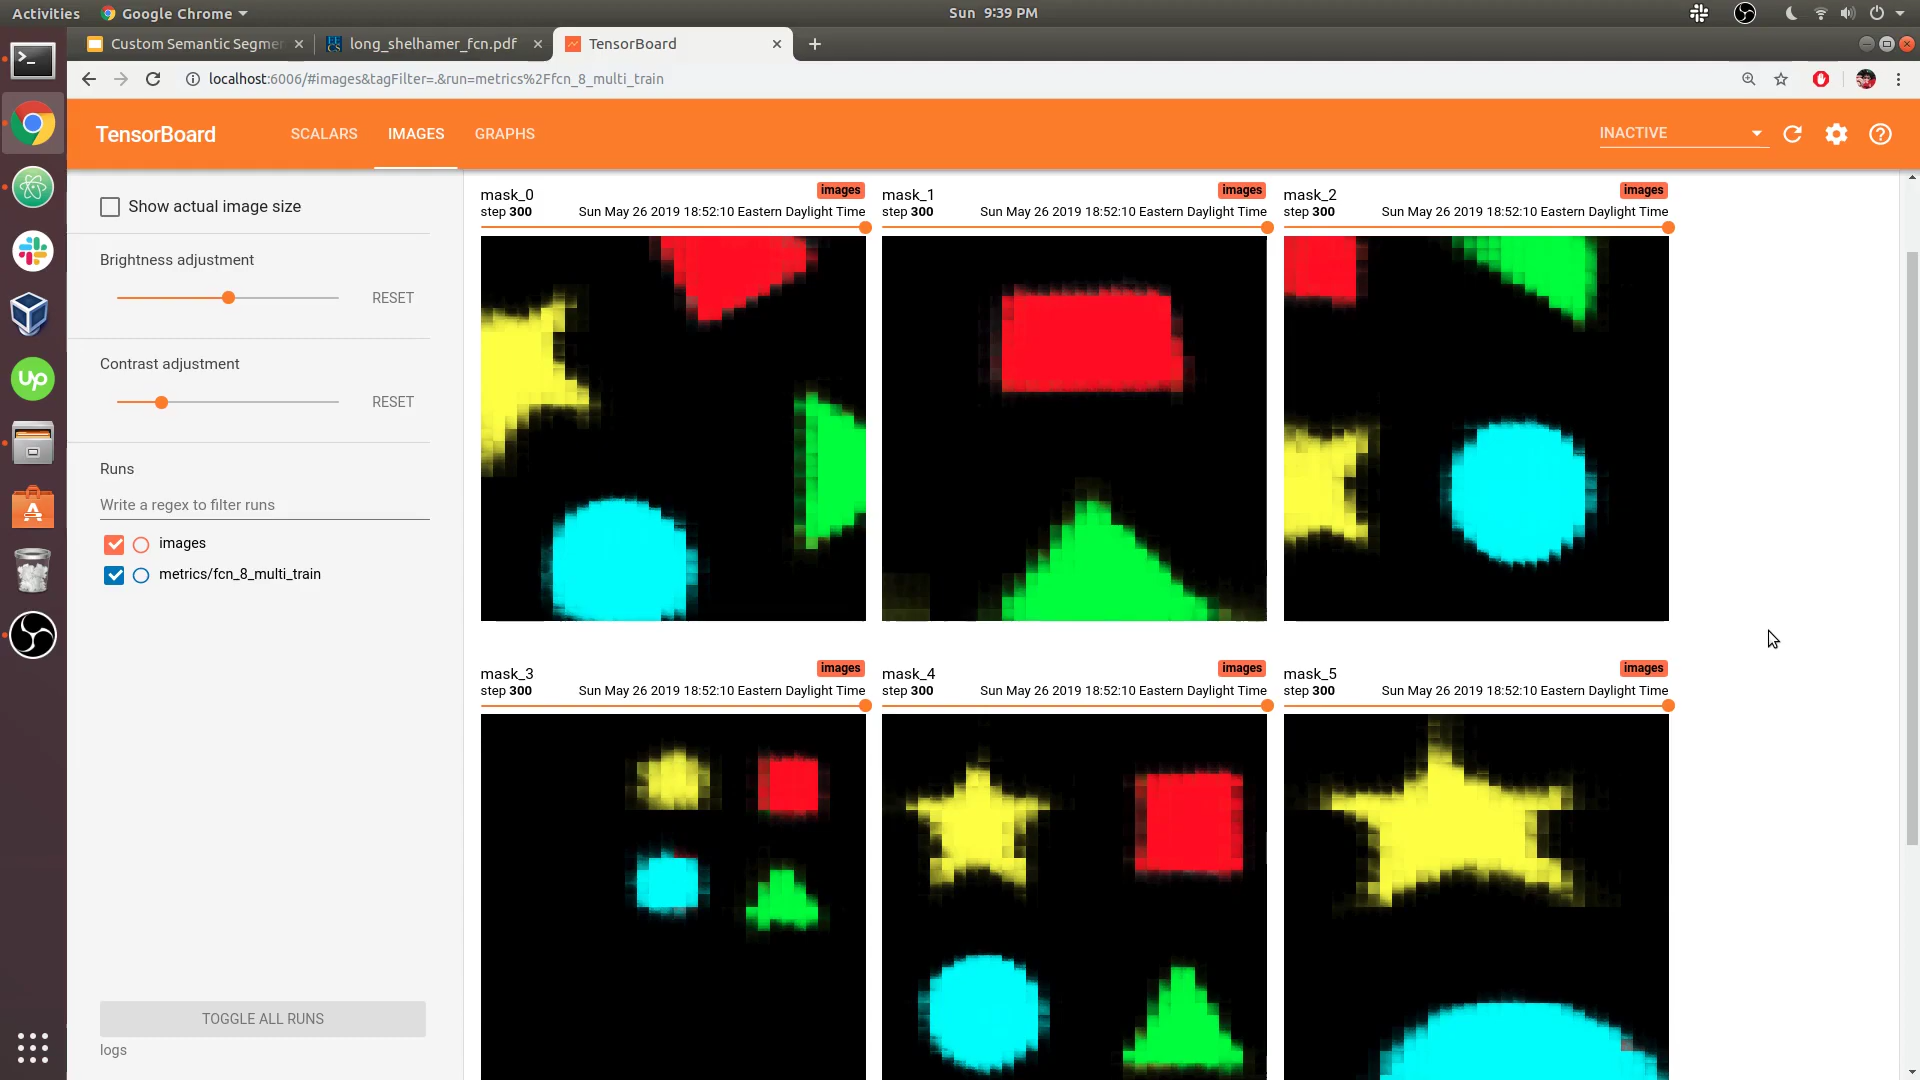 Activities Google Chrome Sun 9:39 PM
Custom Semantic Segmen long_shelhamer_fcn.pdf TensorBoard
localhost:6006/#images&tagFilter=.&run=metrics%2Ffcn_8_multi_train
TensorBoard SCALARS IMAGES GRAPHS INACTIVE
Show actual image size
Brightness adjustment
RESET
Contrast adjustment
RESET
Runs
Write a regex to filter runs
images
metrics/fcn_8_multi_train
TOGGLE ALL RUNS
logs
mask_0 images
step 300 Sun May 26 2019 18:52:10 Eastern Daylight Time
mask_1 images
step 300 Sun May 26 2019 18:52:10 Eastern Daylight Time
mask_2 images
step 300 Sun May 26 2019 18:52:10 Eastern Daylight Time
mask_3 images
step 300 Sun May 26 2019 18:52:10 Eastern Daylight Time
mask_4 images
step 300 Sun May 26 2019 18:52:10 Eastern Daylight Time
mask_5 images
step 300 Sun May 26 2019 18:52:10 Eastern Daylight Time
Up